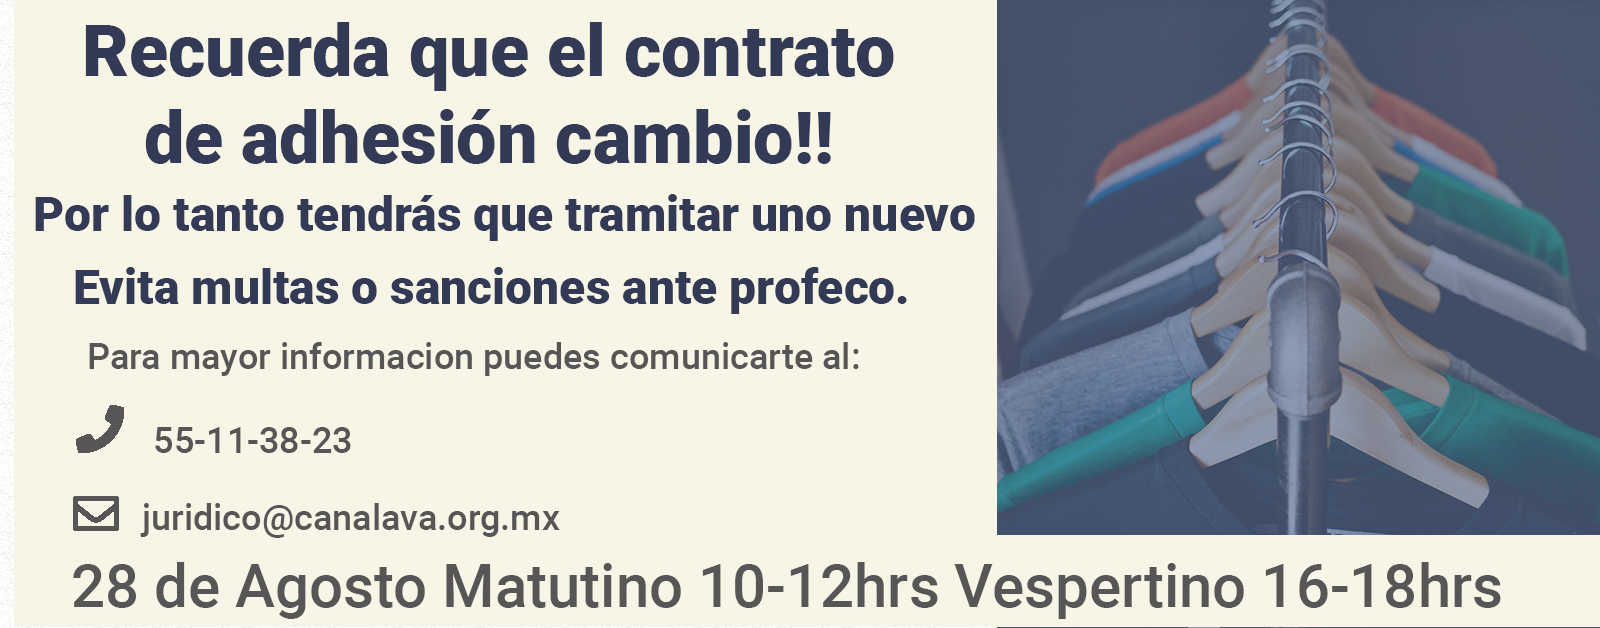 Recuerda que el contrato
de adhesión cambio!!
Por lo tanto tendrás que tramitar uno nuevo
Evita multas o sanciones ante profeco.
Para mayor informacion puedes comunicarte al:
55-11-38-23
juridico@canalava.org.mx
28 de Agosto Matutino 10-12hrs Vespertino 16-18hrs